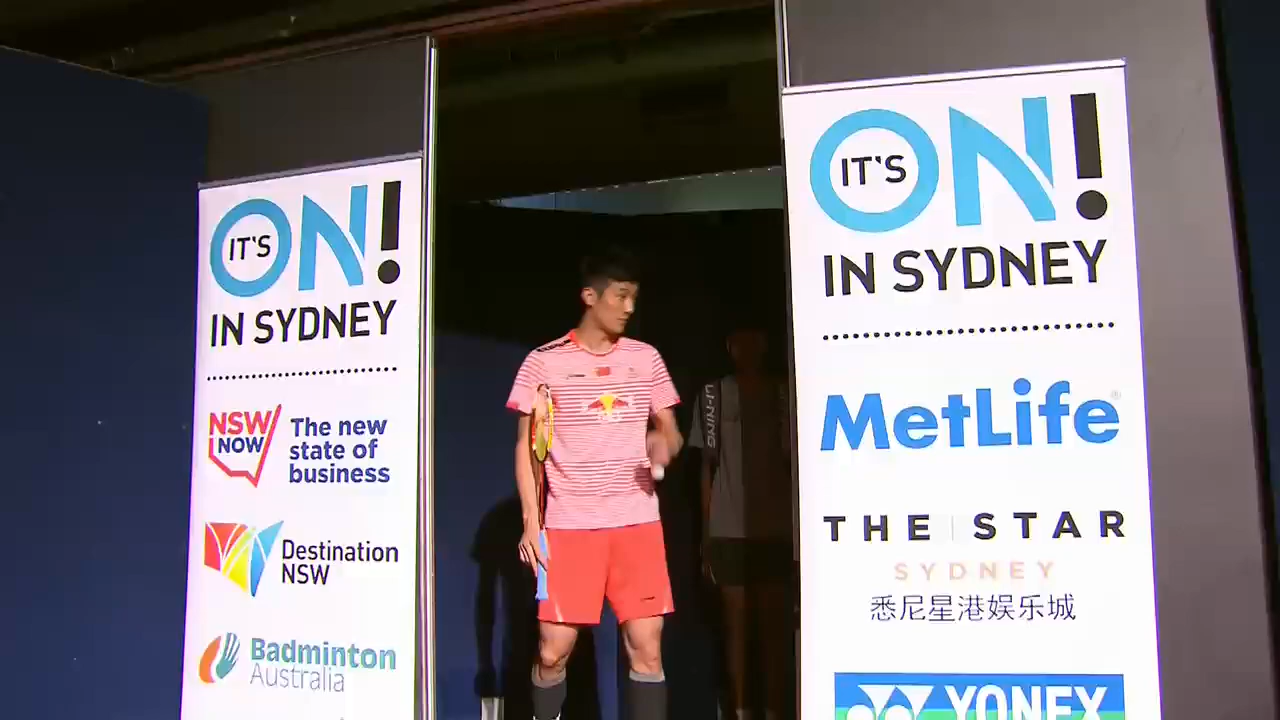 IT'S
ON!
IN SYDNEY
NSW
NOW
The new
state of
business
Destination
NSW
Badminton
Australia
LI-NING
IT'S
ON!
IN SYDNEY
MetLife
THE STAR
SYDNEY
悉尼星港娱乐城
YONEX